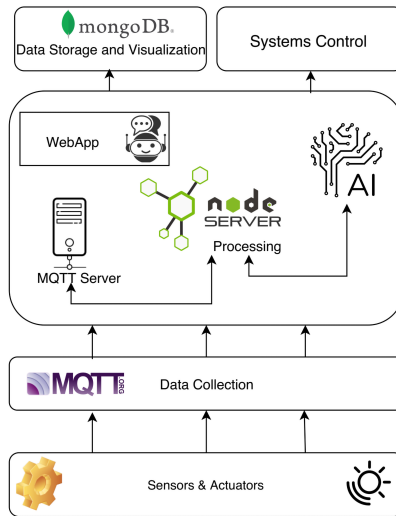 mongoDB.
Data Storage and Visualization
Systems Control
WebApp
node
SERVER
AI
Processing
MQTT Server
MQTT.ORG
Data Collection
Sensors & Actuators